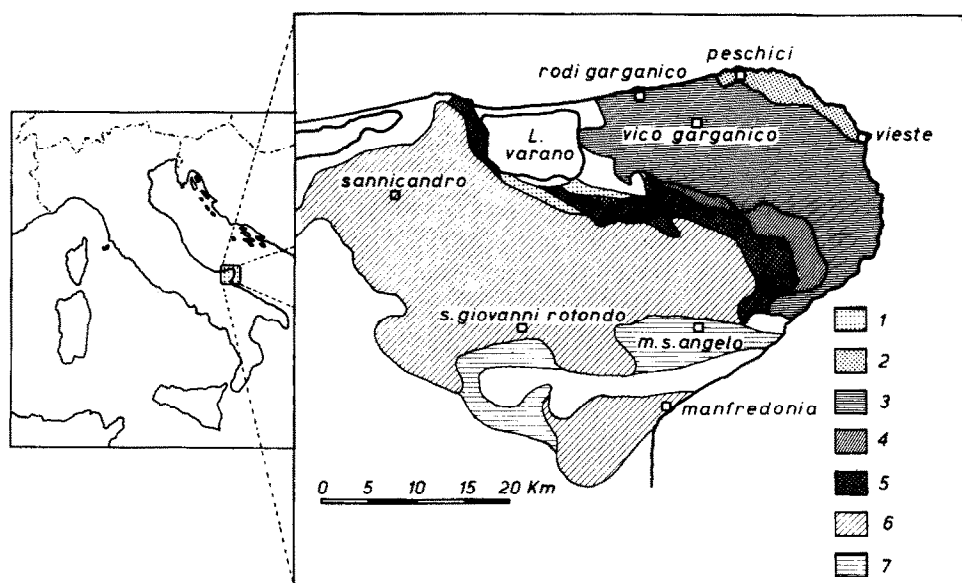 peschici
rodi garganico
vico garganico
vieste
L.
varano
sannicandro
s. giovanni rotondo
m. s. angelo
manfredonia
0 5 10 15 20 Km
1
2
3
4
5
6
7